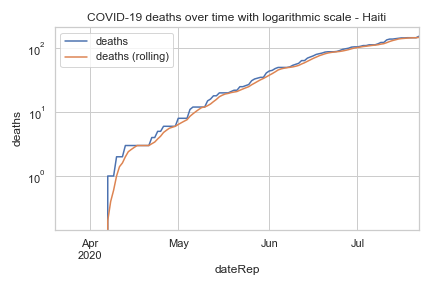 COVID-19 deaths over time with logarithmic scale - Haiti
deaths
deaths (rolling)
10²
10¹
10⁰
deaths
Apr
2020
May
Jun
Jul
dateRep